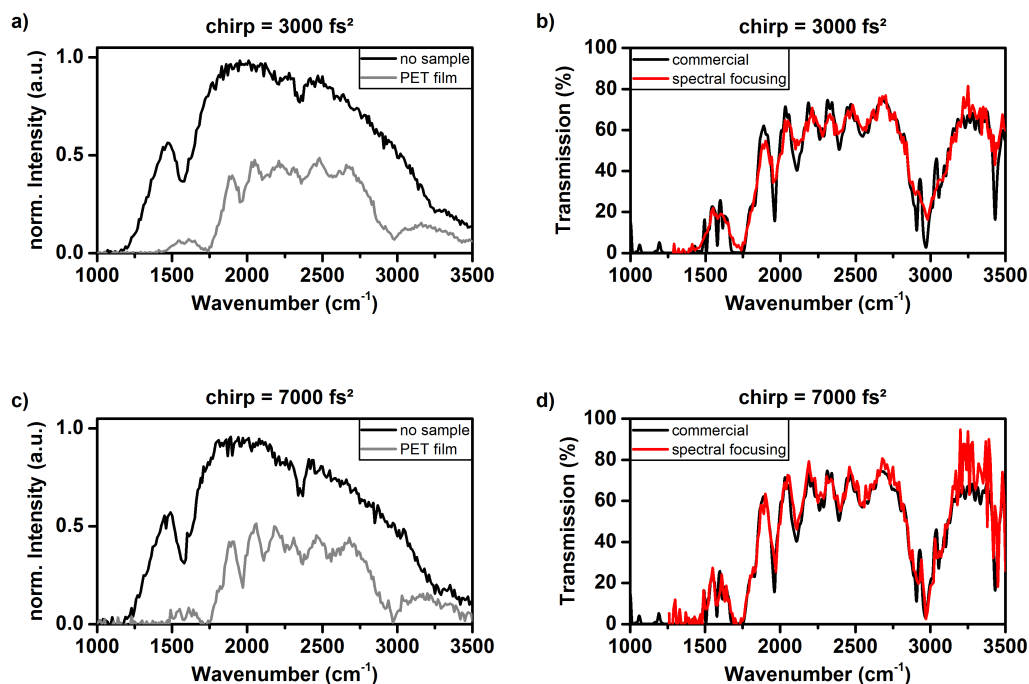 a)
chirp = 3000 fs²
no sample
PET film
norm. Intensity (a.u.)
1.0
0.5
0.0
1000 1500 2000 2500 3000 3500
Wavenumber (cm⁻¹)
b)
chirp = 3000 fs²
commercial
spectral focusing
Transmission (%)
100
80
60
40
20
0
1000 1500 2000 2500 3000 3500
Wavenumber (cm⁻¹)
c)
chirp = 7000 fs²
no sample
PET film
norm. Intensity (a.u.)
1.0
0.5
0.0
1000 1500 2000 2500 3000 3500
Wavenumber (cm⁻¹)
d)
chirp = 7000 fs²
commercial
spectral focusing
Transmission (%)
100
80
60
40
20
0
1000 1500 2000 2500 3000 3500
Wavenumber (cm⁻¹)